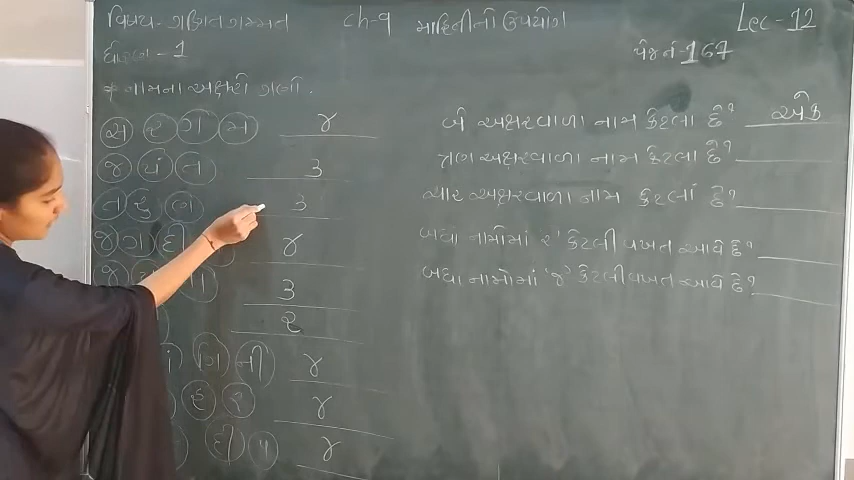 વિષય- ગણિત ગમ્મત ch-9 માહિતીનો ઉપયોગ Lec-12
ધોરણ-1 પેજ નં-167
* નામના અક્ષરો ગણો.
સ ર ગ મ ૪
જ યં ત ૩
ત રુ ણ ૩
જ ગ દી ૪
જ ૩
૨
ગિ ની ૪
હ ર ૪
દી પ ૪
બે અક્ષરવાળા નામ કેટલા છે? એક
ત્રણ અક્ષરવાળા નામ કેટલા છે?
ચાર અક્ષરવાળા નામ કેટલાં છે?
બધા નામોમાં 'ર' કેટલી વખત આવે છે?
બધા નામોમાં 'જ' કેટલી વખત આવે છે?